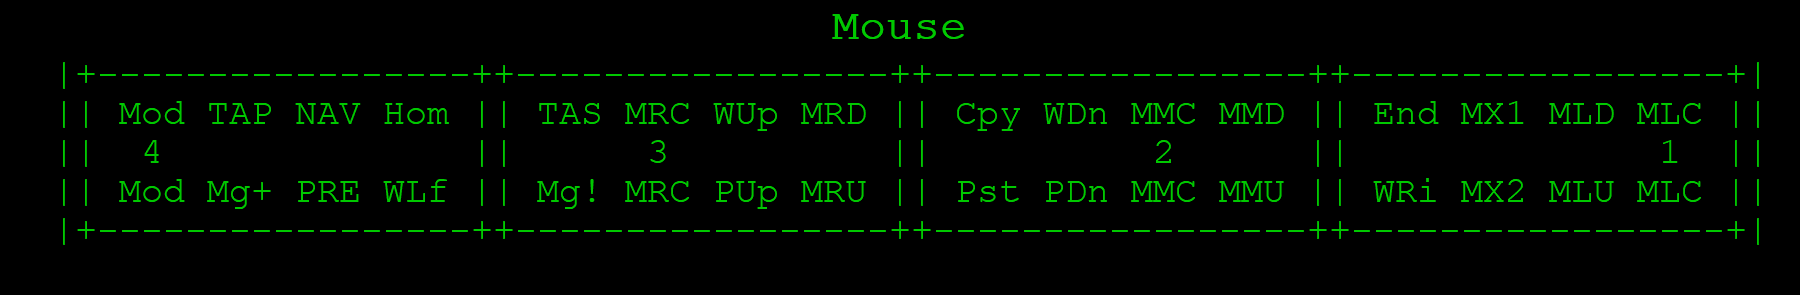 Mouse
|+-----------------++-----------------++-----------------++-----------------+|
|| Mod TAP NAV Hom || TAS MRC WUp MRD || Cpy WDn MMC MMD || End MX1 MLD MLC ||
||  4              ||     3           ||         2       ||             1   ||
|| Mod Mg+ PRE WLf || Mg! MRC PUp MRU || Pst PDn MMC MMU || WRi MX2 MLU MLC ||
|+-----------------++-----------------++-----------------++-----------------+|